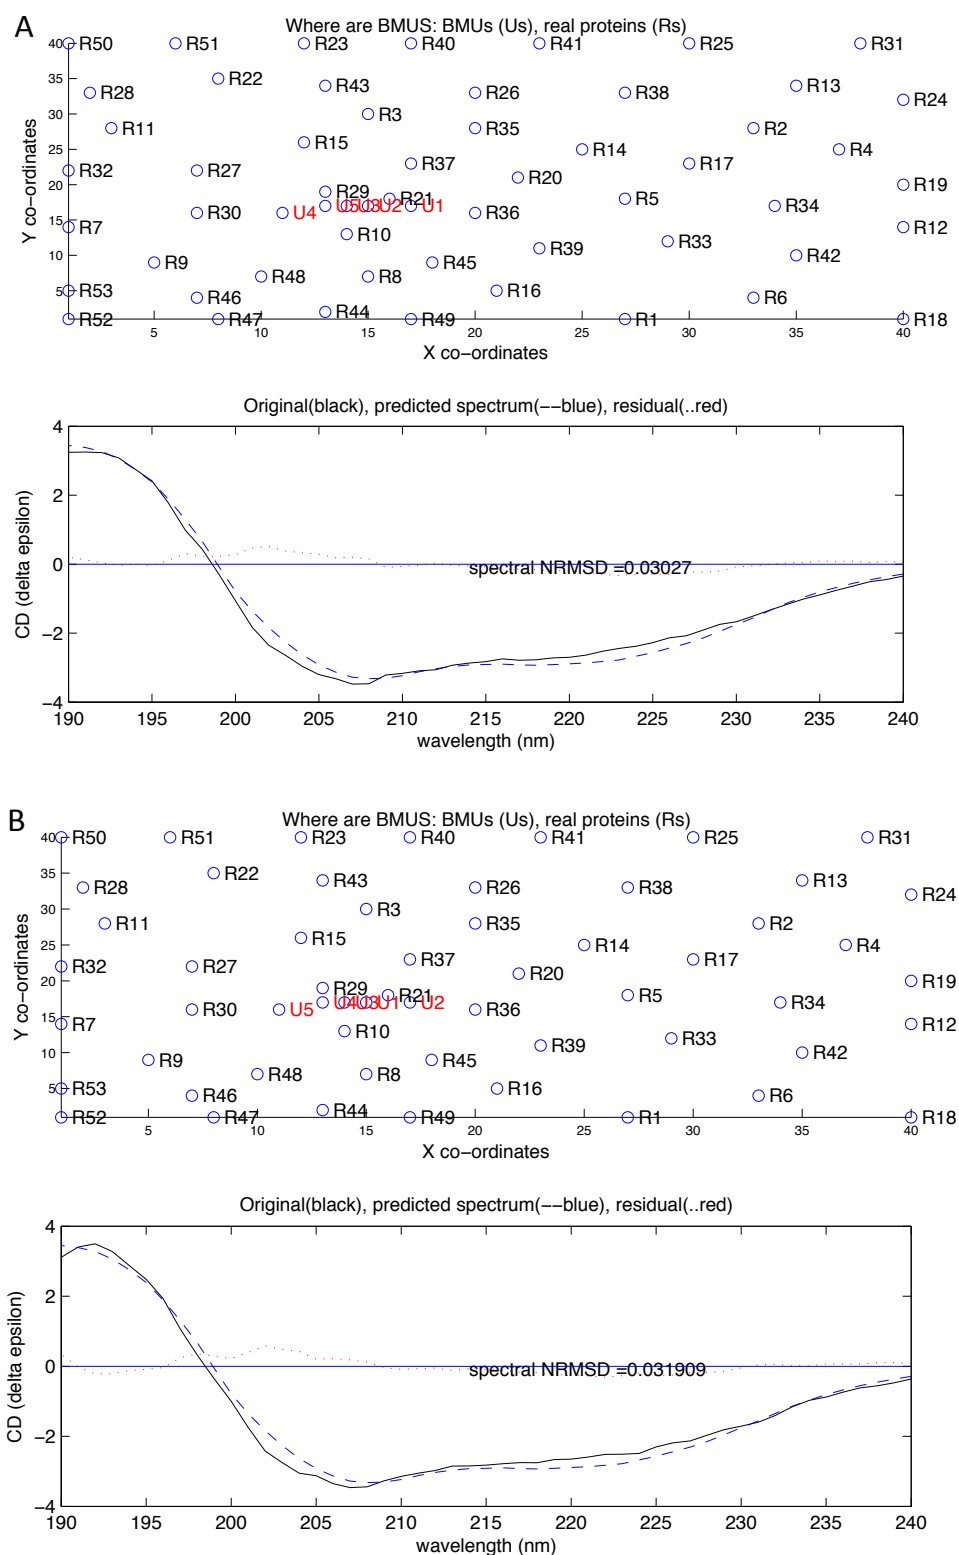 A
Where are BMUS: BMUs (Us), real proteins (Rs)
40 R50 R51 R23 R40 R41 R25 R31
35 R22 R43 R13
R28 R26 R38 R24
30 R3
R11 R35 R2
25 R15 R14 R4
R37 R17
R32 R27 R20
20 R29 R21 R5 R19
U4 U5 U3 U2 U1
15 R30 R36 R34
R7 R10 R12
10 R9 R48 R8 R45 R39 R33 R42
5 R53 R46 R16 R6
R52 R47 R44 R49 R1 R18
5 10 15 20 25 30 35 40
X co-ordinates
Y co-ordinates
Original(black), predicted spectrum(--blue), residual(..red)
4
2
0
-2
-4
CD (delta epsilon)
spectral NRMSD =0.03027
190 195 200 205 210 215 220 225 230 235 240
wavelength (nm)
B
Where are BMUS: BMUs (Us), real proteins (Rs)
40 R50 R51 R23 R40 R41 R25 R31
35 R22 R43 R13
R28 R26 R38 R24
30 R3
R11 R35 R2
25 R15 R14 R4
R37 R17
R32 R27 R20
20 R29 R21 R5 R19
U5 U4 U3 U1 U2
15 R30 R36 R34
R7 R10 R12
10 R9 R48 R8 R45 R39 R33 R42
5 R53 R46 R16 R6
R52 R47 R44 R49 R1 R18
5 10 15 20 25 30 35 40
X co-ordinates
Y co-ordinates
Original(black), predicted spectrum(--blue), residual(..red)
4
2
0
-2
-4
CD (delta epsilon)
spectral NRMSD =0.031909
190 195 200 205 210 215 220 225 230 235 240
wavelength (nm)